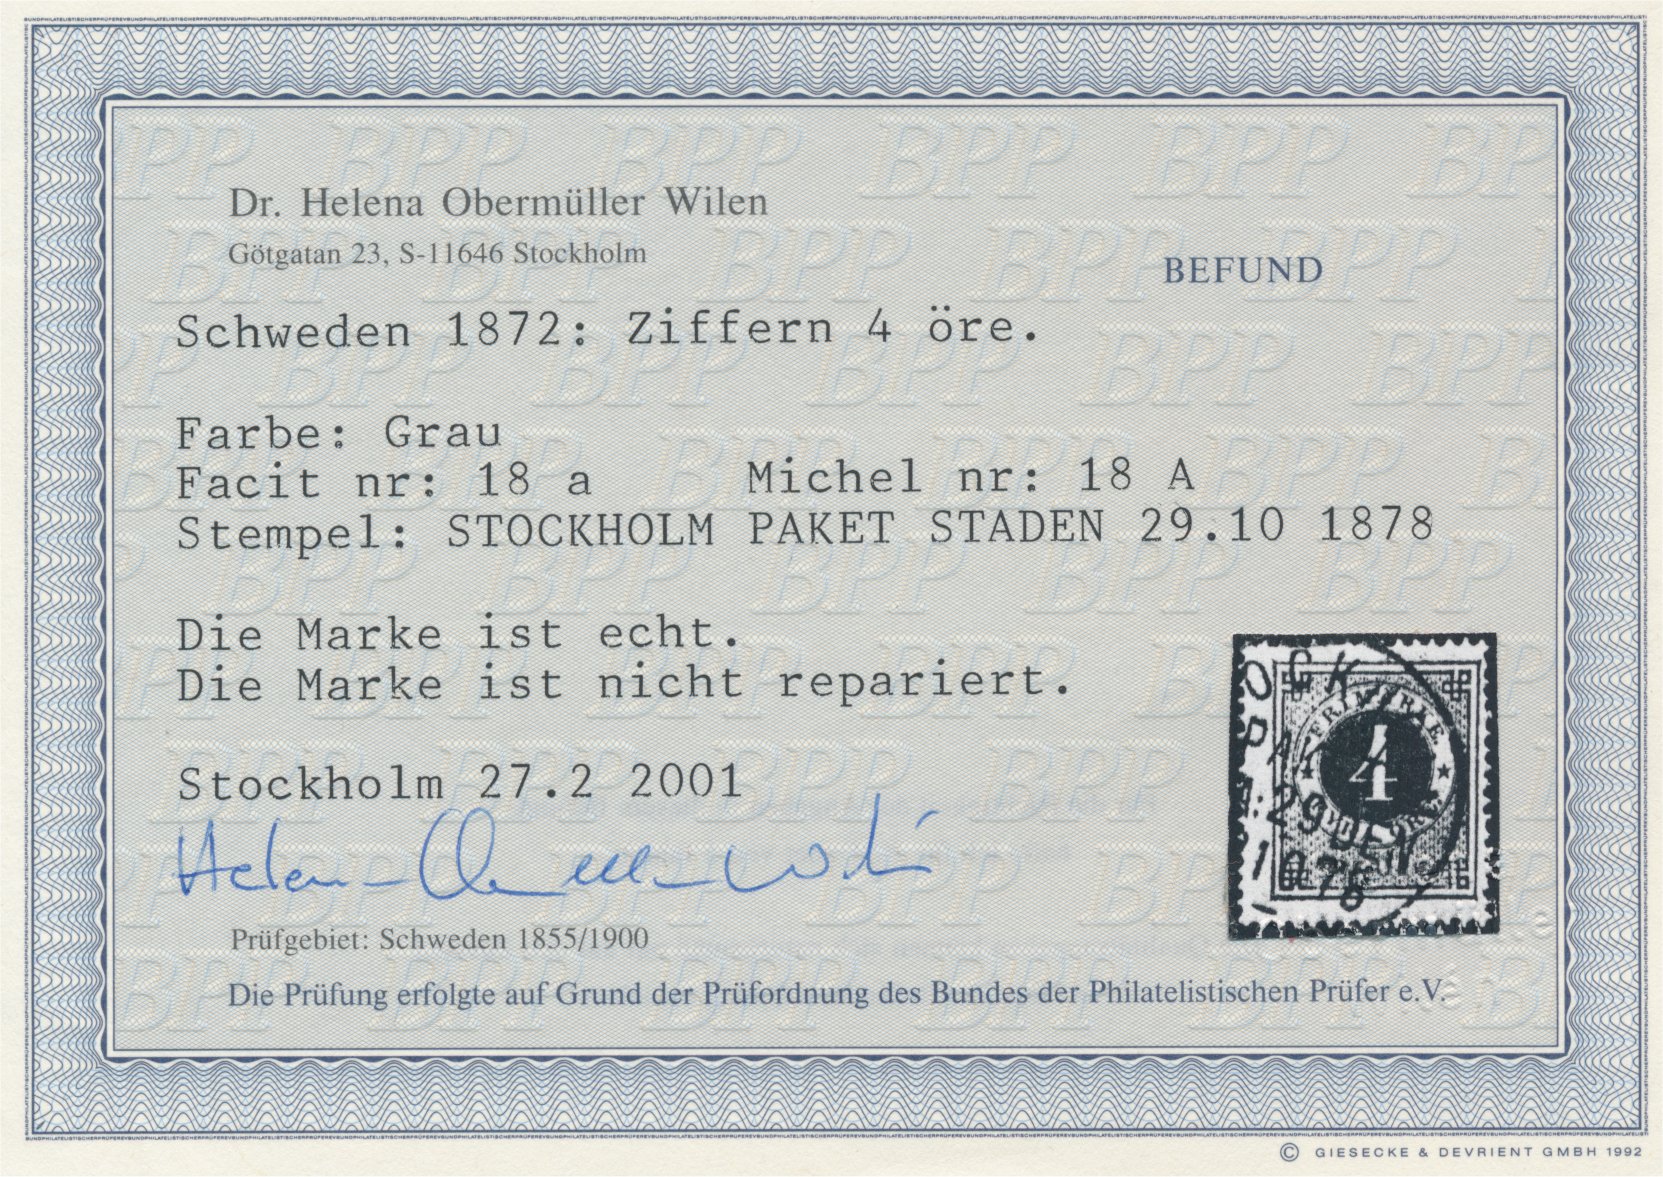 Dr. Helena Obermüller Wilen
Götgatan 23, S-11646 Stockholm
BEFUND
Schweden 1872: Ziffern 4 öre.
Farbe: Grau
Facit nr: 18 a Michel nr: 18 A
Stempel: STOCKHOLM PAKET STADEN 29.10 1878
Die Marke ist echt.
Die Marke ist nicht repariert.
Stockholm 27.2 2001
Prüfgebiet: Schweden 1855/1900
Die Prüfung erfolgte auf Grund der Prüfordnung des Bundes der Philatelistischen Prüfer e.V.
4
© GIESECKE & DEVRIENT GMBH 1992